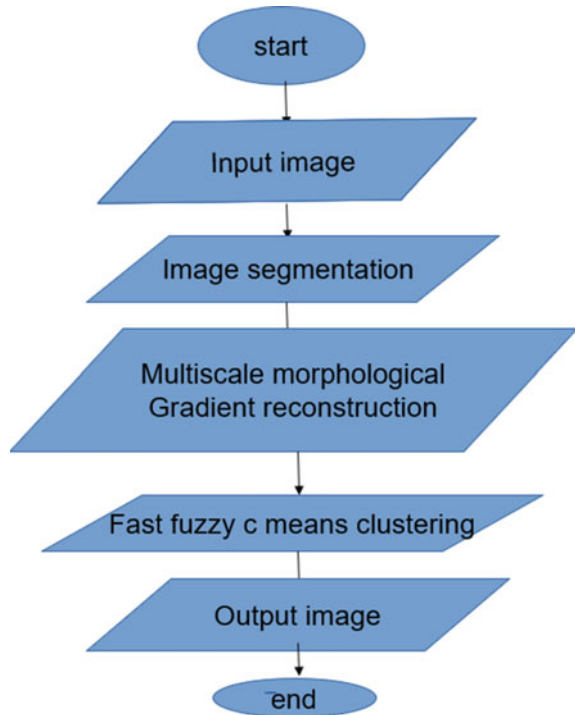 start
Input image
Image segmentation
Multiscale morphological
Gradient reconstruction
Fast fuzzy c means clustering
Output image
end